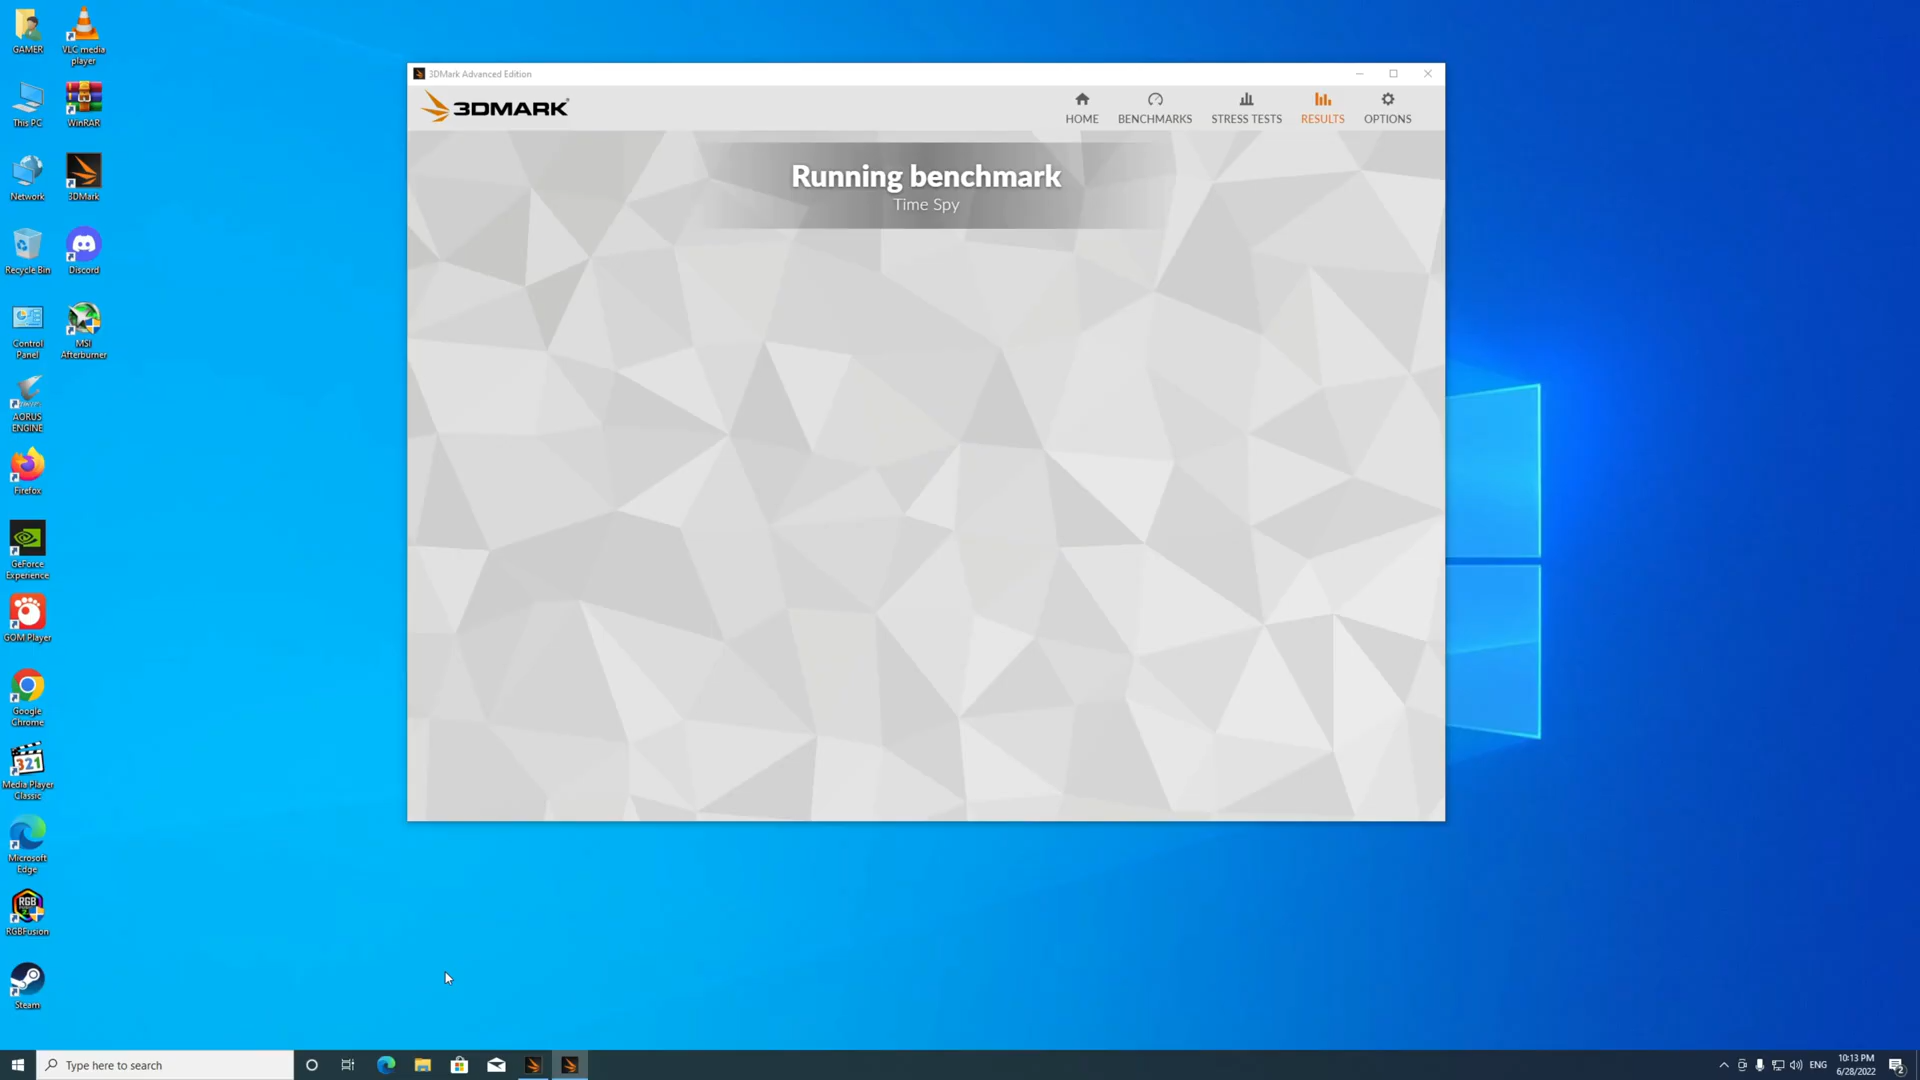 GAMER
VLC media
player
This PC
WinRAR
Network
3DMark
Recycle Bin
Discord
Control
Panel
MSI
Afterburner
AORUS
ENGINE
Firefox
GeForce
Experience
GOM Player
Google
Chrome
321
Media Player
Classic
Microsoft
Edge
RGB
RGBFusion
Steam
3DMark Advanced Edition
3DMARK
HOME
BENCHMARKS
STRESS TESTS
RESULTS
OPTIONS
Running benchmark
Time Spy
Type here to search
ENG
10:13 PM
6/28/2022
2